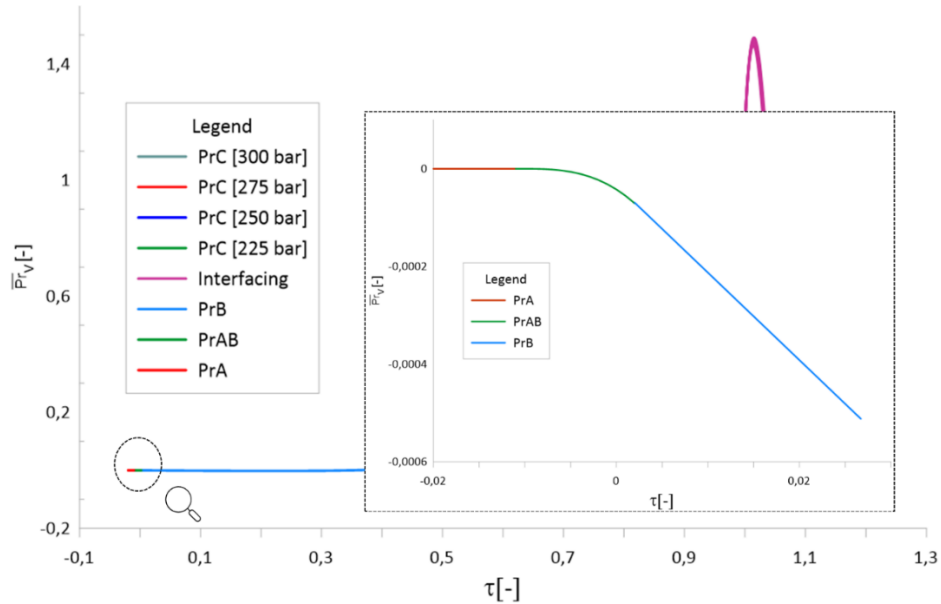 1,4
1
0,6
0,2
-0,2
Pr̅V[-]
Legend
PrC [300 bar]
PrC [275 bar]
PrC [250 bar]
PrC [225 bar]
Interfacing
PrB
PrAB
PrA
0
-0,0002
-0,0004
-0,0006
Pr̅V[-]
Legend
PrA
PrAB
PrB
-0,02 0 0,02
τ[-]
-0,1 0,1 0,3 0,5 0,7 0,9 1,1 1,3
τ[-]